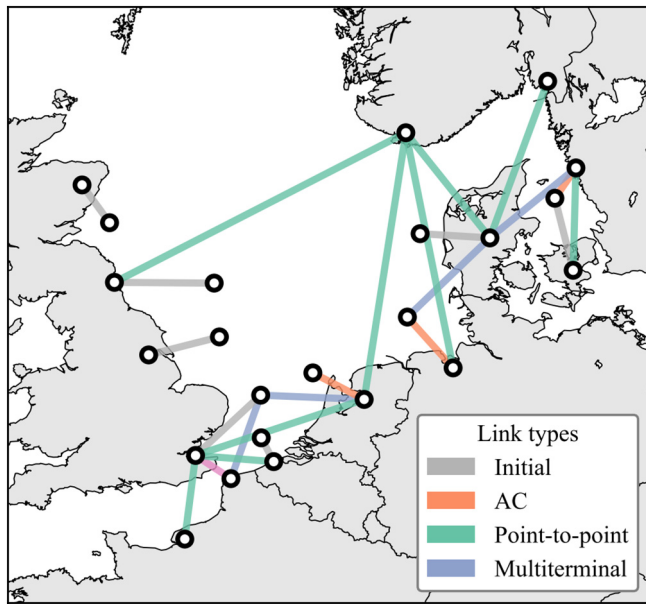 Link types
Initial
AC
Point-to-point
Multiterminal